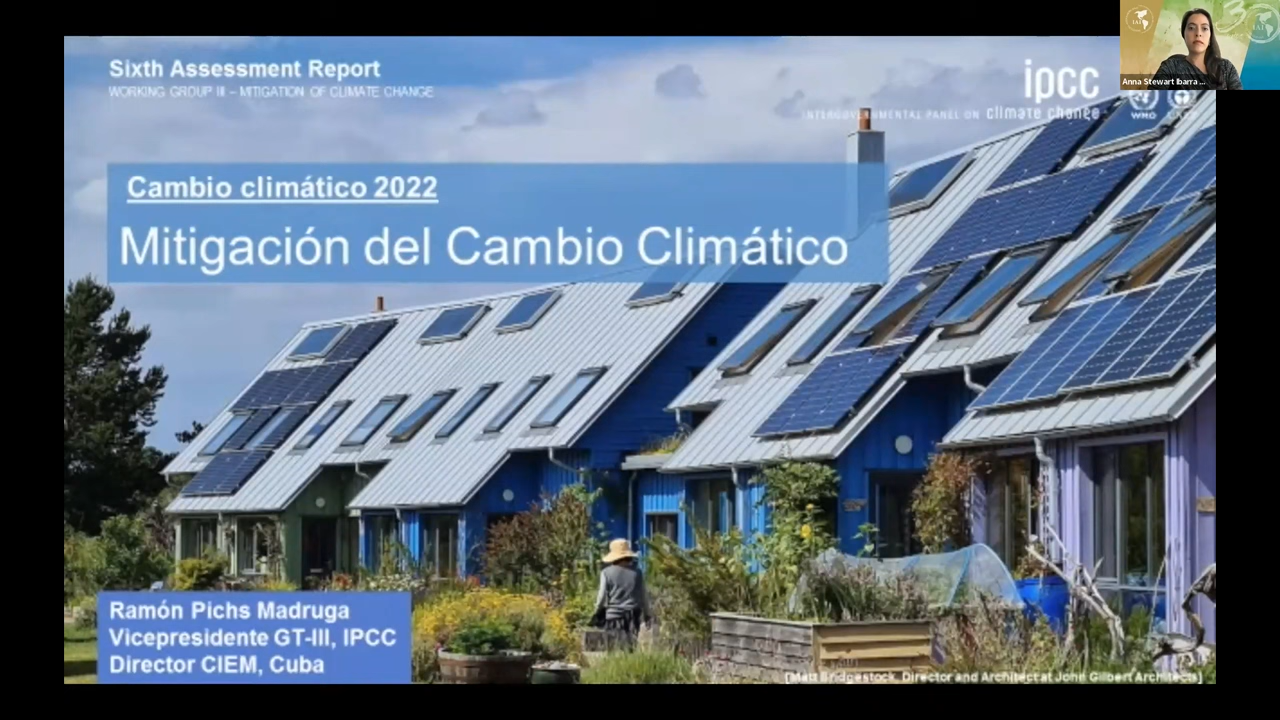 Sixth Assessment Report
WORKING GROUP III – MITIGATION OF CLIMATE CHANGE
ipcc
INTERGOVERNMENTAL PANEL ON climate change
WMO
Anna Stewart Ibarra ...
Cambio climático 2022
Mitigación del Cambio Climático
Ramón Pichs Madruga
Vicepresidente GT-III, IPCC
Director CIEM, Cuba
[Matt Bridgestock, Director and Architect at John Gilbert Architects]